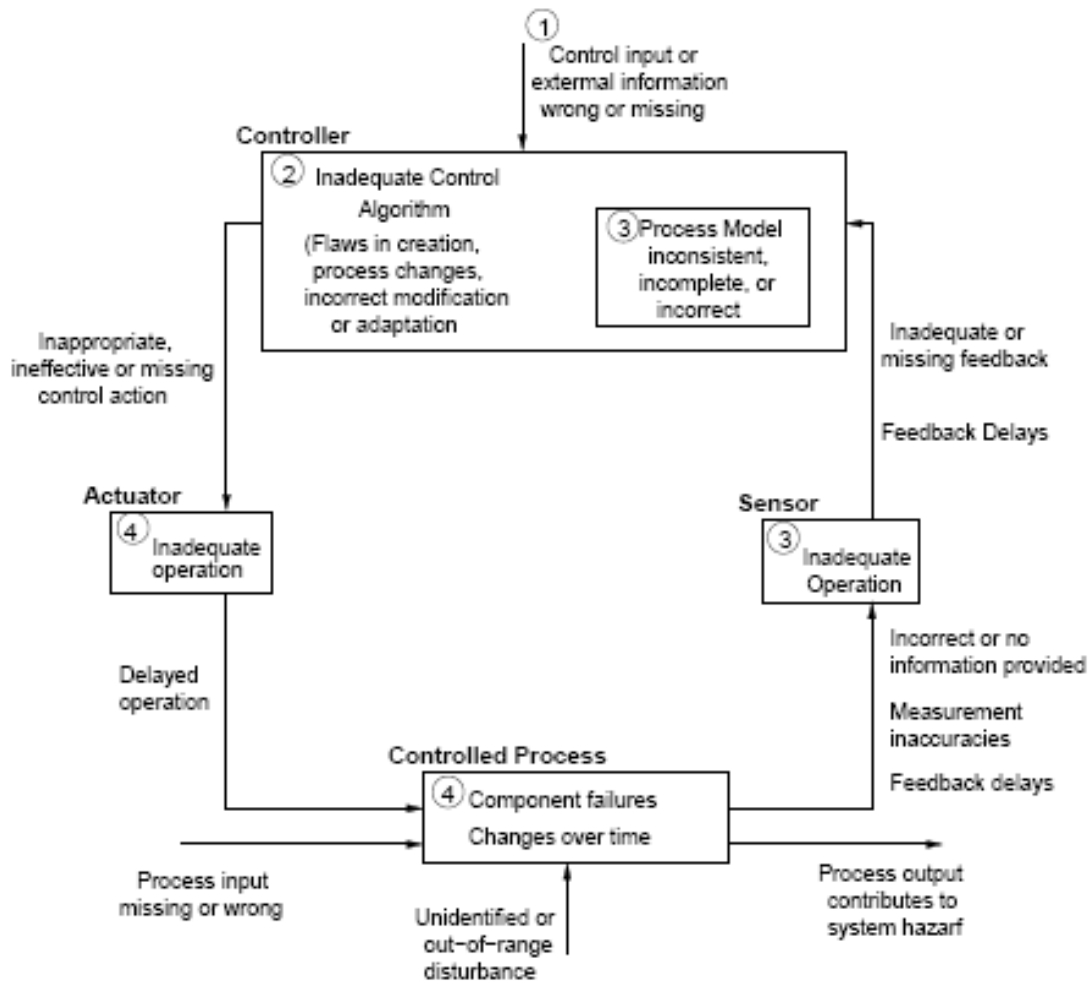 1
Control input or
extermal information
wrong or missing
Controller
2 Inadequate Control
Algorithm
(Flaws in creation,
process changes,
incorrect modification
or adaptation
3 Process Model
inconsistent,
incomplete, or
incorrect
Inappropriate,
ineffective or missing
control action
Inadequate or
missing feedback
Feedback Delays
Actuator
4 Inadequate
operation
Sensor
3 Inadequate
Operation
Delayed
operation
Incorrect or no
information provided
Measurement
inaccuracies
Feedback delays
Controlled Process
4 Component failures
Changes over time
Process input
missing or wrong
Unidentified or
out-of-range
disturbance
Process output
contributes to
system hazarf